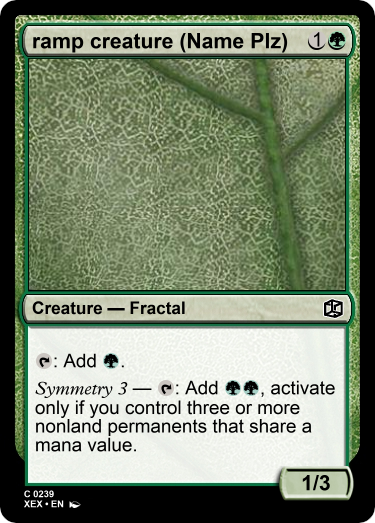 ramp creature (Name Plz) 1
Creature — Fractal
: Add .
Symmetry 3 — : Add , activate
only if you control three or more
nonland permanents that share a
mana value.
1/3
C 0239
XEX • EN